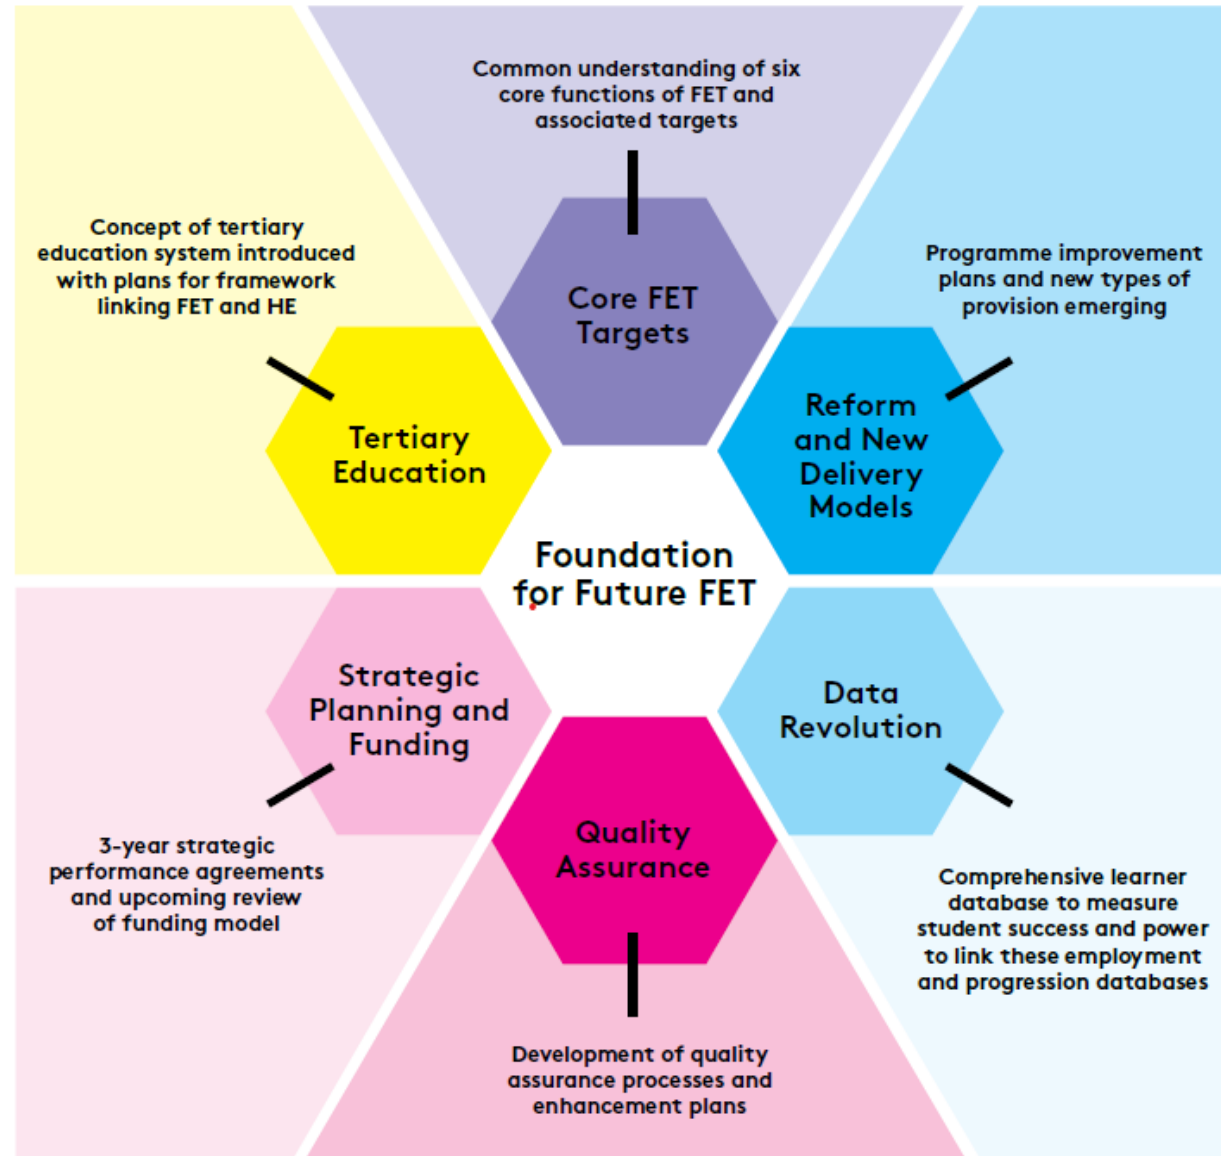 Common understanding of six
core functions of FET and
associated targets
Core FET
Targets
Programme improvement
plans and new types of
provision emerging
Reform
and New
Delivery
Models
Data
Revolution
Comprehensive learner
database to measure
student success and power
to link these employment
and progression databases
Quality
Assurance
Development of quality
assurance processes and
enhancement plans
Strategic
Planning and
Funding
3-year strategic
performance agreements
and upcoming review
of funding model
Concept of tertiary
education system introduced
with plans for framework
linking FET and HE
Tertiary
Education
Foundation
for Future FET